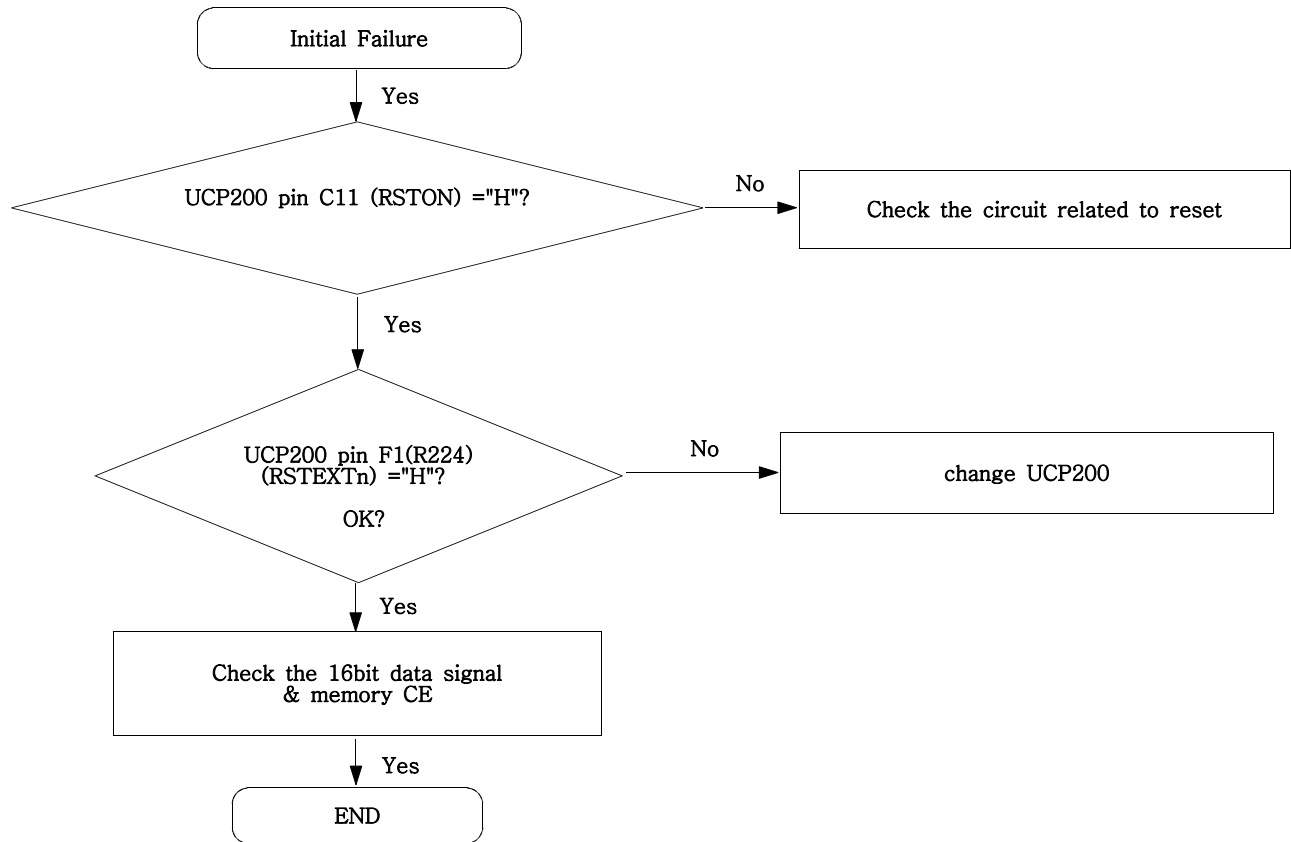 Initial Failure
Yes
UCP200 pin C11 (RSTON) ="H"?
No
Check the circuit related to reset
Yes
UCP200 pin F1(R224)
(RSTEXTn) ="H"?
OK?
No
change UCP200
Yes
Check the 16bit data signal
& memory CE
Yes
END